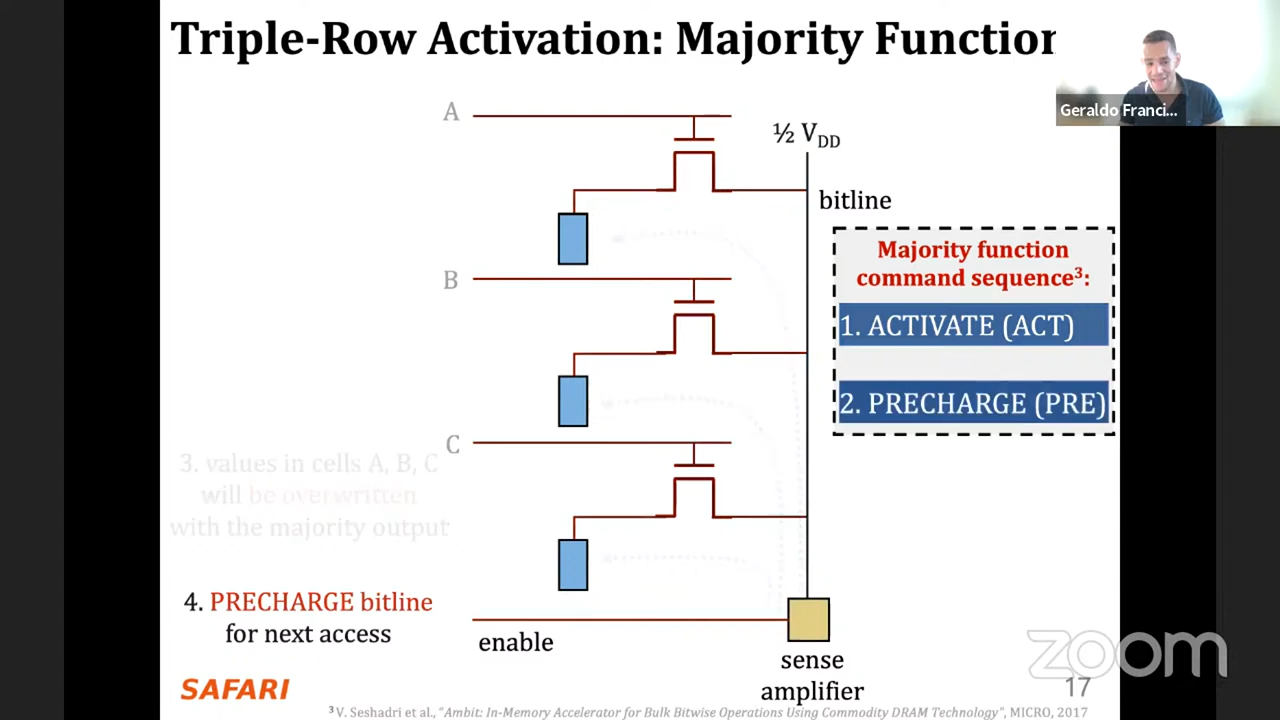 Triple-Row Activation: Majority Function
Geraldo Franci...
A
½ VDD
bitline
Majority function
command sequence³:
1. ACTIVATE (ACT)
2. PRECHARGE (PRE)
B
C
3. values in cells A, B, C
will be overwritten
with the majority output
4. PRECHARGE bitline
for next access
enable
sense
amplifier
SAFARI
zoom
17
³V. Seshadri et al., "Ambit: In-Memory Accelerator for Bulk Bitwise Operations Using Commodity DRAM Technology", MICRO, 2017